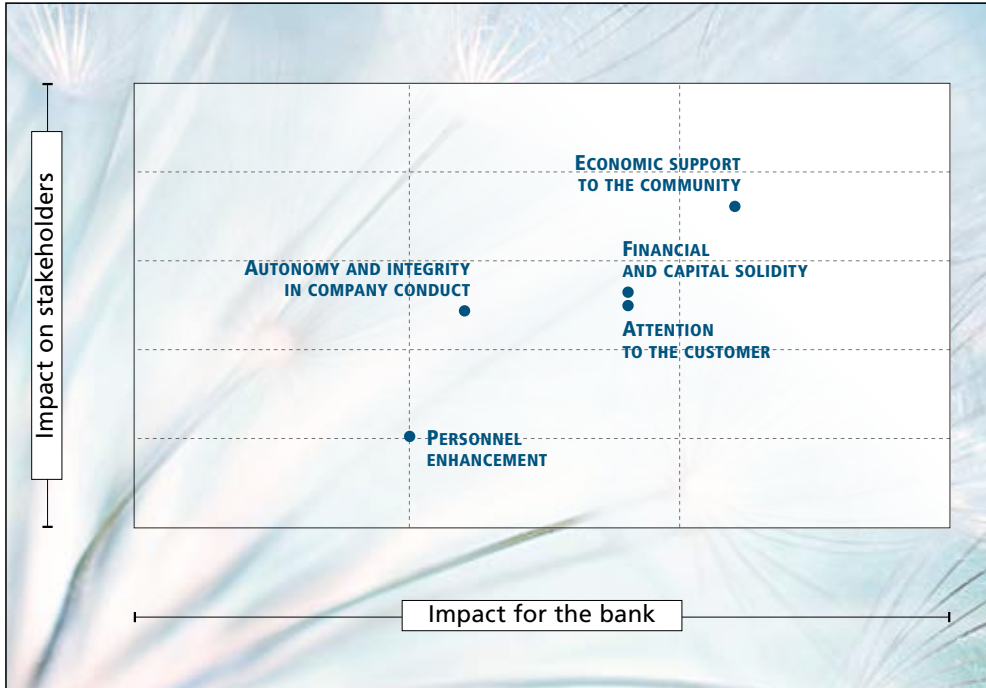 ECONOMIC SUPPORT
TO THE COMMUNITY
FINANCIAL
AND CAPITAL SOLIDITY
AUTONOMY AND INTEGRITY
IN COMPANY CONDUCT
ATTENTION
TO THE CUSTOMER
PERSONNEL
ENHANCEMENT
Impact on stakeholders
Impact for the bank